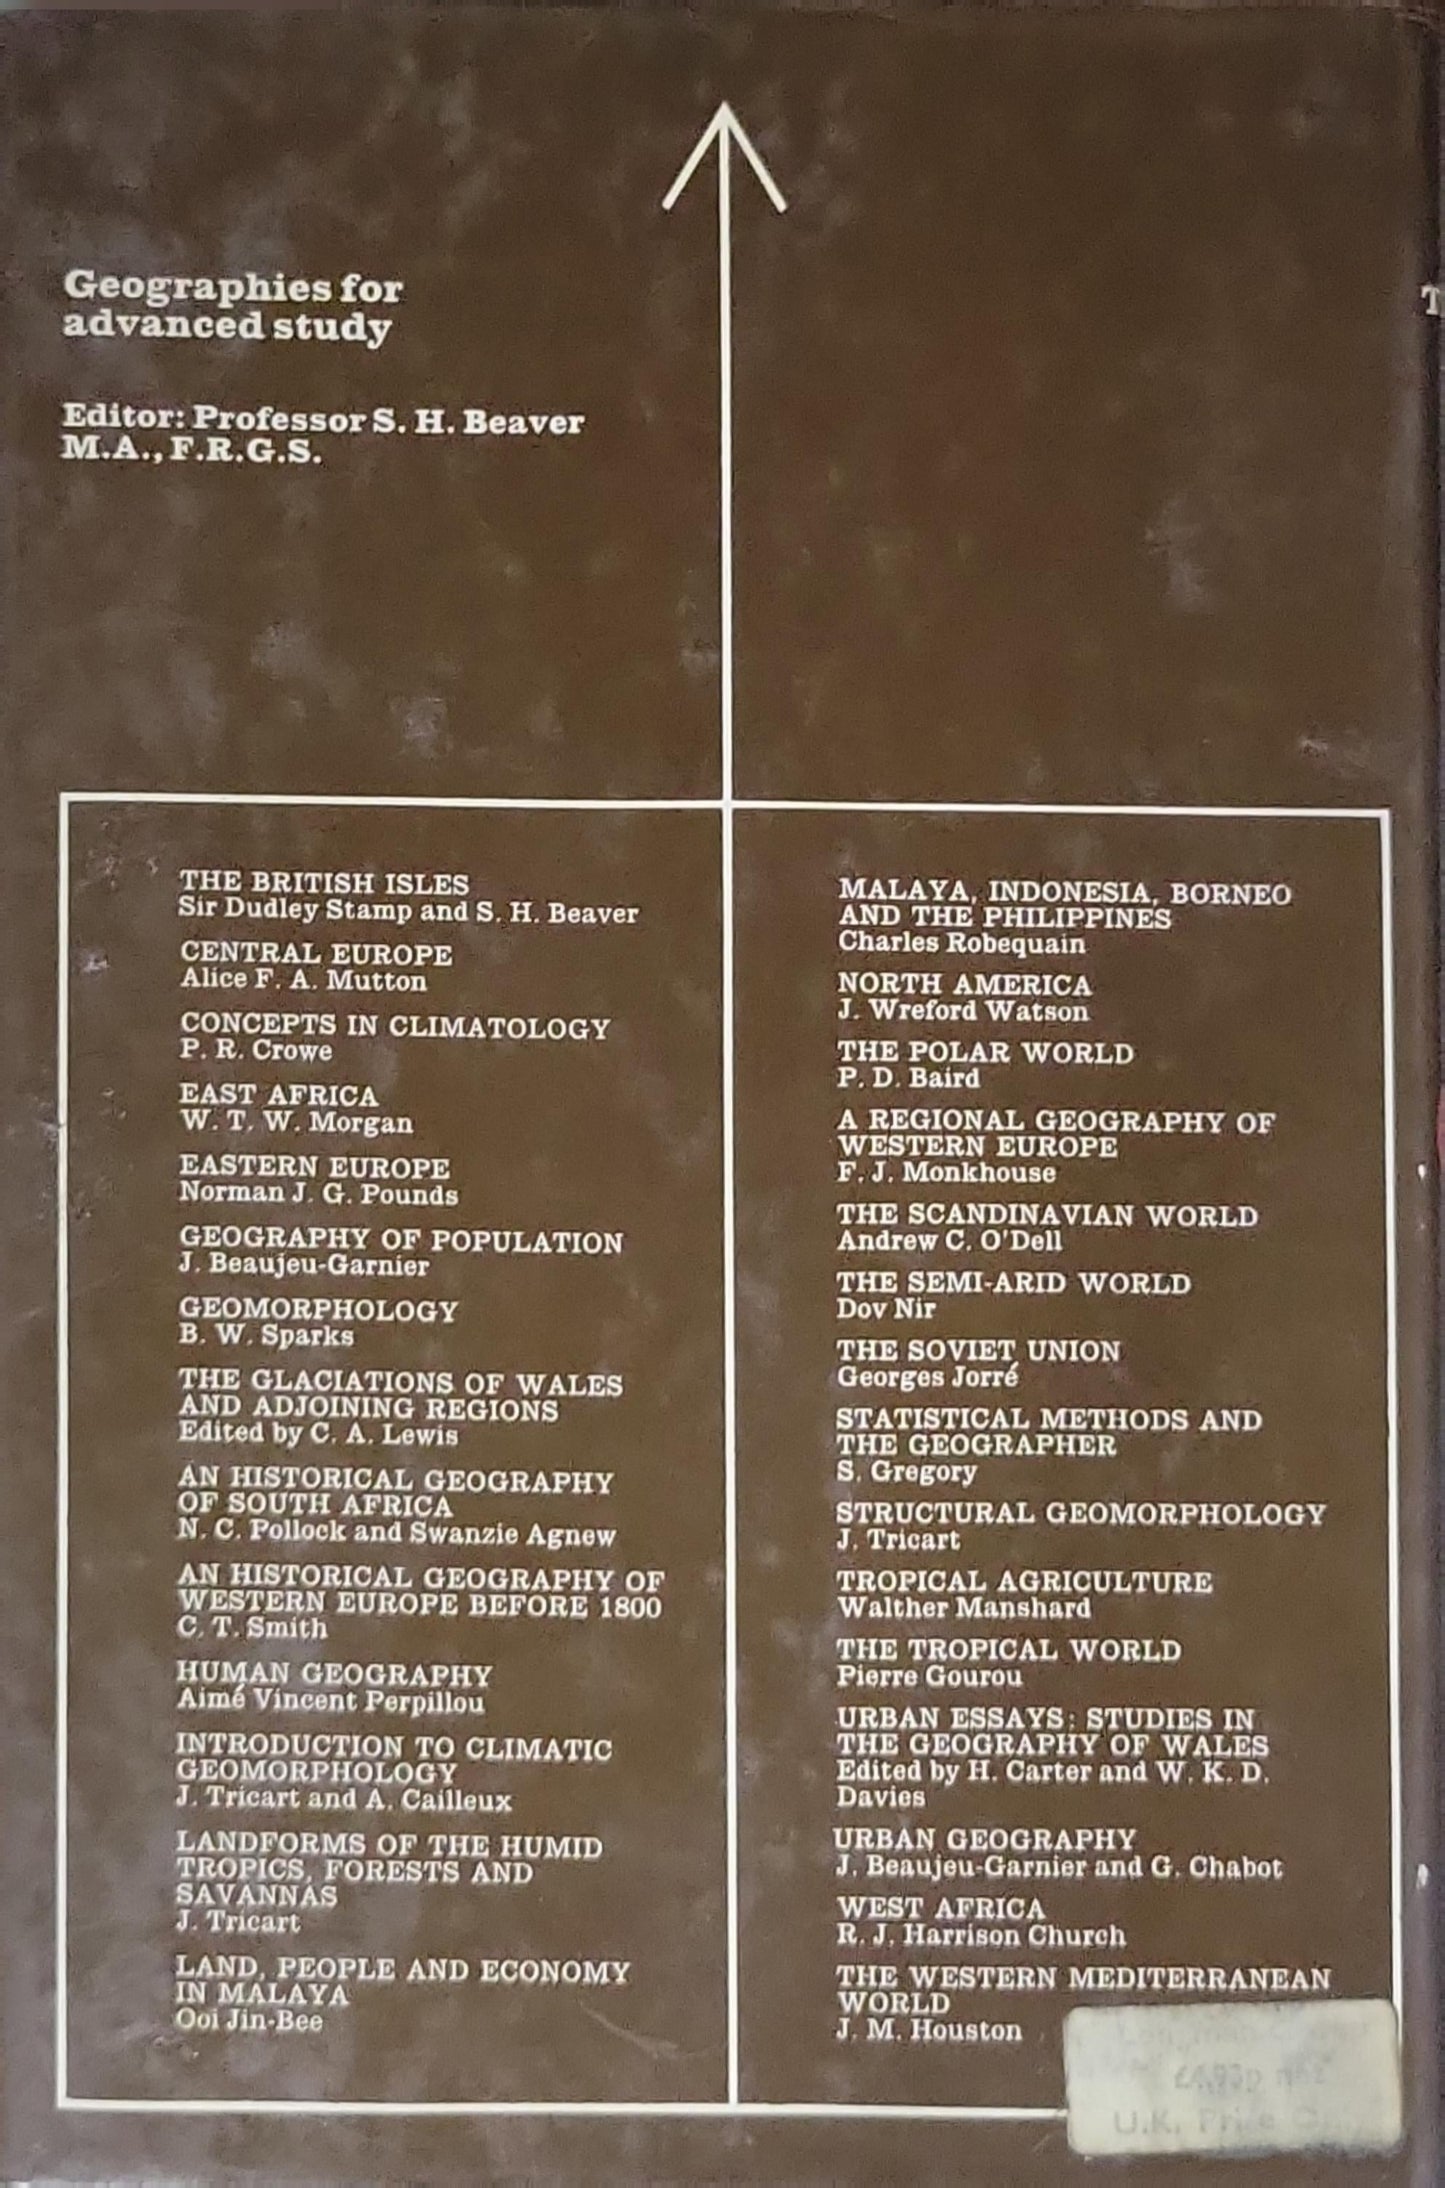 Geographies for
advanced study
Editor: Professor S. H. Beaver
M.A., F.R.G.S.
THE BRITISH ISLES
Sir Dudley Stamp and S. H. Beaver
CENTRAL EUROPE
Alice F. A. Mutton
CONCEPTS IN CLIMATOLOGY
P. R. Crowe
EAST AFRICA
W. T. W. Morgan
EASTERN EUROPE
Norman J. G. Pounds
GEOGRAPHY OF POPULATION
J. Beaujeu-Garnier
GEOMORPHOLOGY
B. W. Sparks
THE GLACIATIONS OF WALES
AND ADJOINING REGIONS
Edited by C. A. Lewis
AN HISTORICAL GEOGRAPHY
OF SOUTH AFRICA
N. C. Pollock and Swanzie Agnew
AN HISTORICAL GEOGRAPHY OF
WESTERN EUROPE BEFORE 1800
C. T. Smith
HUMAN GEOGRAPHY
Aimé Vincent Perpillou
INTRODUCTION TO CLIMATIC
GEOMORPHOLOGY
J. Tricart and A. Cailleux
LANDFORMS OF THE HUMID
TROPICS, FORESTS AND
SAVANNAS
J. Tricart
LAND, PEOPLE AND ECONOMY
IN MALAYA
Ooi Jin-Bee
MALAYA, INDONESIA, BORNEO
AND THE PHILIPPINES
Charles Robequain
NORTH AMERICA
J. Wreford Watson
THE POLAR WORLD
P. D. Baird
A REGIONAL GEOGRAPHY OF
WESTERN EUROPE
F. J. Monkhouse
THE SCANDINAVIAN WORLD
Andrew C. O'Dell
THE SEMI-ARID WORLD
Dov Nir
THE SOVIET UNION
Georges Jorré
STATISTICAL METHODS AND
THE GEOGRAPHER
S. Gregory
STRUCTURAL GEOMORPHOLOGY
J. Tricart
TROPICAL AGRICULTURE
Walther Manshard
THE TROPICAL WORLD
Pierre Gourou
URBAN ESSAYS: STUDIES IN
THE GEOGRAPHY OF WALES
Edited by H. Carter and W. K. D.
Davies
URBAN GEOGRAPHY
J. Beaujeu-Garnier and G. Chabot
WEST AFRICA
R. J. Harrison Church
THE WESTERN MEDITERRANEAN
WORLD
J. M. Houston
net
U.K. Price